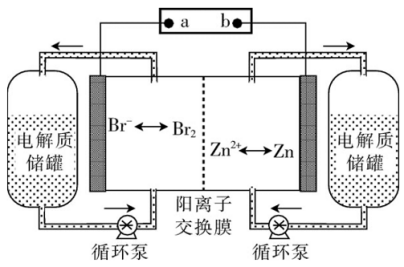 a b
Br⁻ ↔ Br₂
Zn²⁺ ↔ Zn
电解质
储罐
电解质
储罐
阳离子
交换膜
循环泵
循环泵